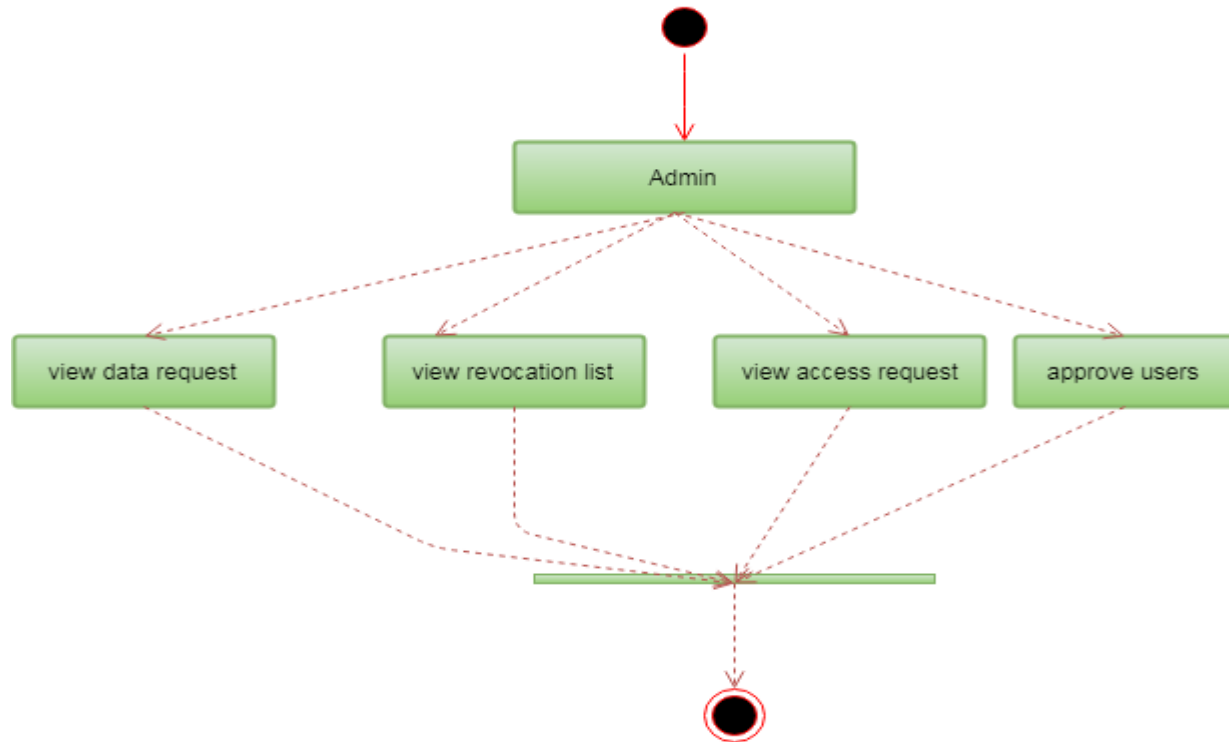 Admin
view data request
view revocation list
view access request
approve users